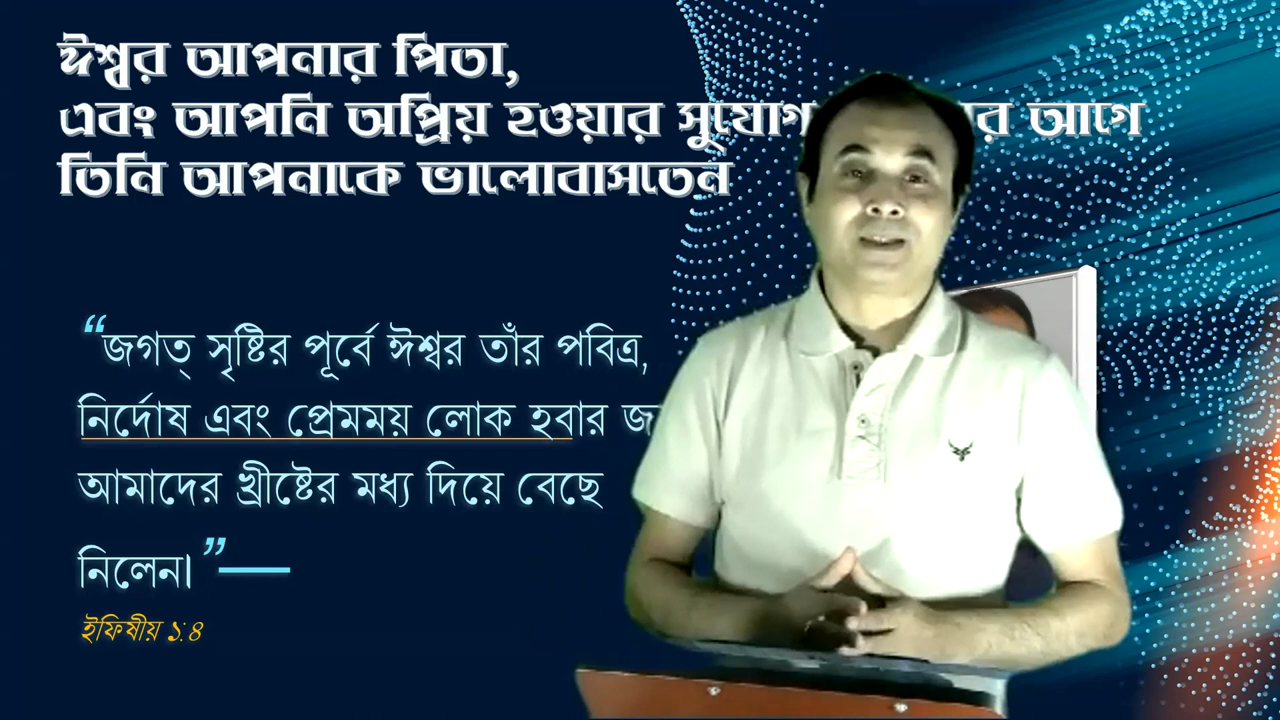 ঈশ্বর আপনার পিতা,
এবং আপনি অপ্রিয় হওয়ার সুযোগ আগে
তিনি আপনাকে ভালোবাসতেন
“জগত্ সৃষ্টির পূর্বে ঈশ্বর তাঁর পবিত্র,
নির্দোষ এবং প্রেমময় লোক হবার
আমাদের খ্রীষ্টের মধ্য দিয়ে বেছে
নিলেন।”—
ইফিষীয় ১:৪